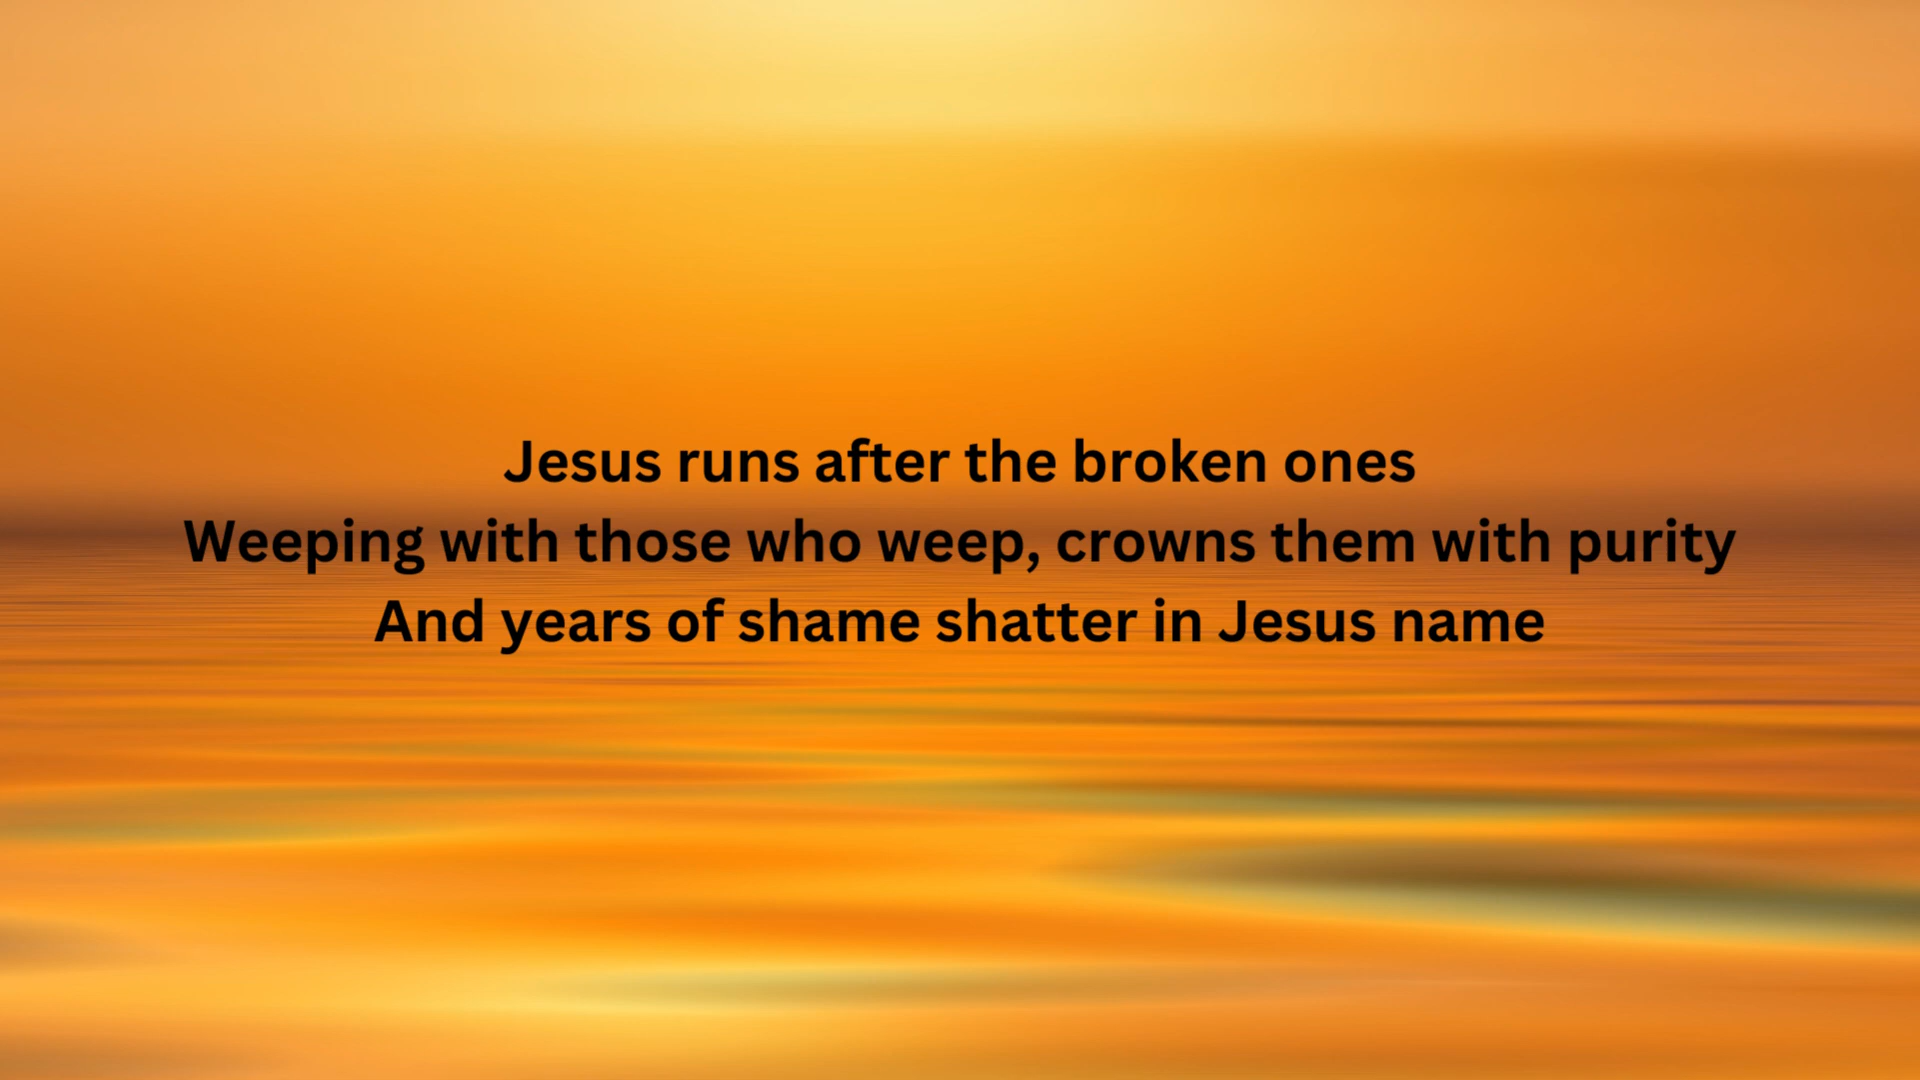 Jesus runs after the broken ones
Weeping with those who weep, crowns them with purity
And years of shame shatter in Jesus name